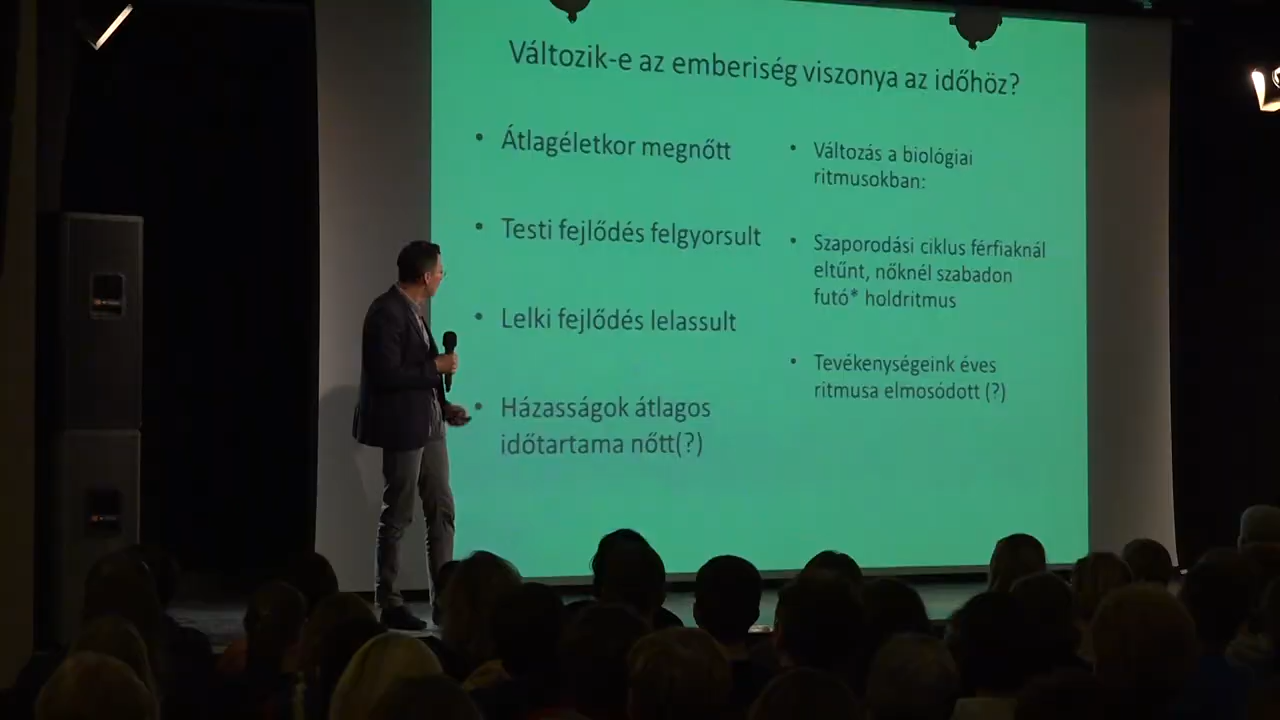 Változik-e az emberiség viszonya az időhöz?
• Átlagéletkor megnőtt
• Testi fejlődés felgyorsult
• Lelki fejlődés lelassult
• Házasságok átlagos
időtartama nőtt(?)
• Változás a biológiai
ritmusokban:
• Szaporodási ciklus férfiaknál
eltűnt, nőknél szabadon
futó* holdritmus
• Tevékenységeink éves
ritmusa elmosódott (?)